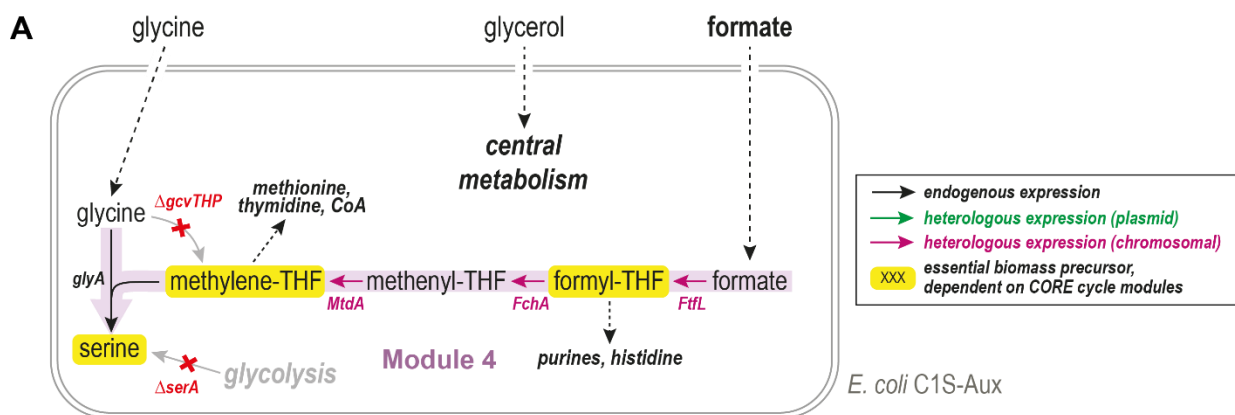 A
glycine
glycerol
formate
central
metabolism
methionine,
thymidine, CoA
ΔgcvTHP
glycine
glyA
methylene-THF
methenyl-THF
formyl-THF
formate
MtdA
FchA
FtfL
serine
glycolysis
ΔserA
Module 4
purines, histidine
E. coli C1S-Aux
endogenous expression
heterologous expression (plasmid)
heterologous expression (chromosomal)
XXX
essential biomass precursor,
dependent on CORE cycle modules